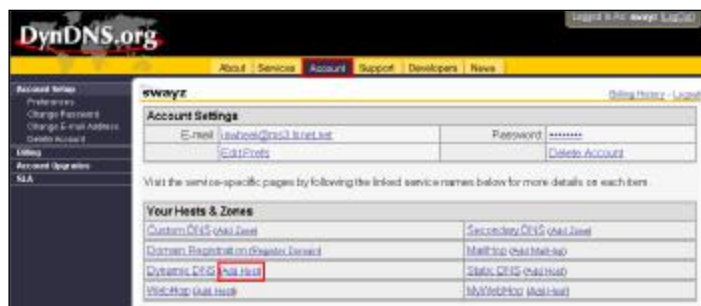 DynDNS.org
Logged In As: swayz (LogOut)
About Services Account Support Developers News
Account Setup
Preferences
Change Password
Change E-mail Address
Delete Account
Billing
Account Upgrades
SLA
swayz
Billing History - Logout
Account Settings
E-mail
Password ********
Edit Prefs
Delete Account
Visit the service-specific pages by following the linked service names below for more details on each item.
Your Hosts & Zones
Custom DNS (Add Zone)
Secondary DNS (Add Zone)
Domain Registration (Register Domain)
MailHop (Add MailHop)
Dynamic DNS (Add Host)
Static DNS (Add Host)
WebHop (Add Host)
MyWebHop (Add Host)